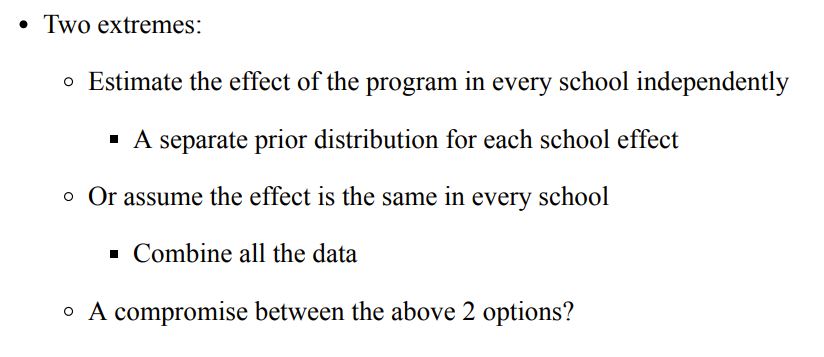 • Two extremes:
◦ Estimate the effect of the program in every school independently
▪ A separate prior distribution for each school effect
◦ Or assume the effect is the same in every school
▪ Combine all the data
◦ A compromise between the above 2 options?